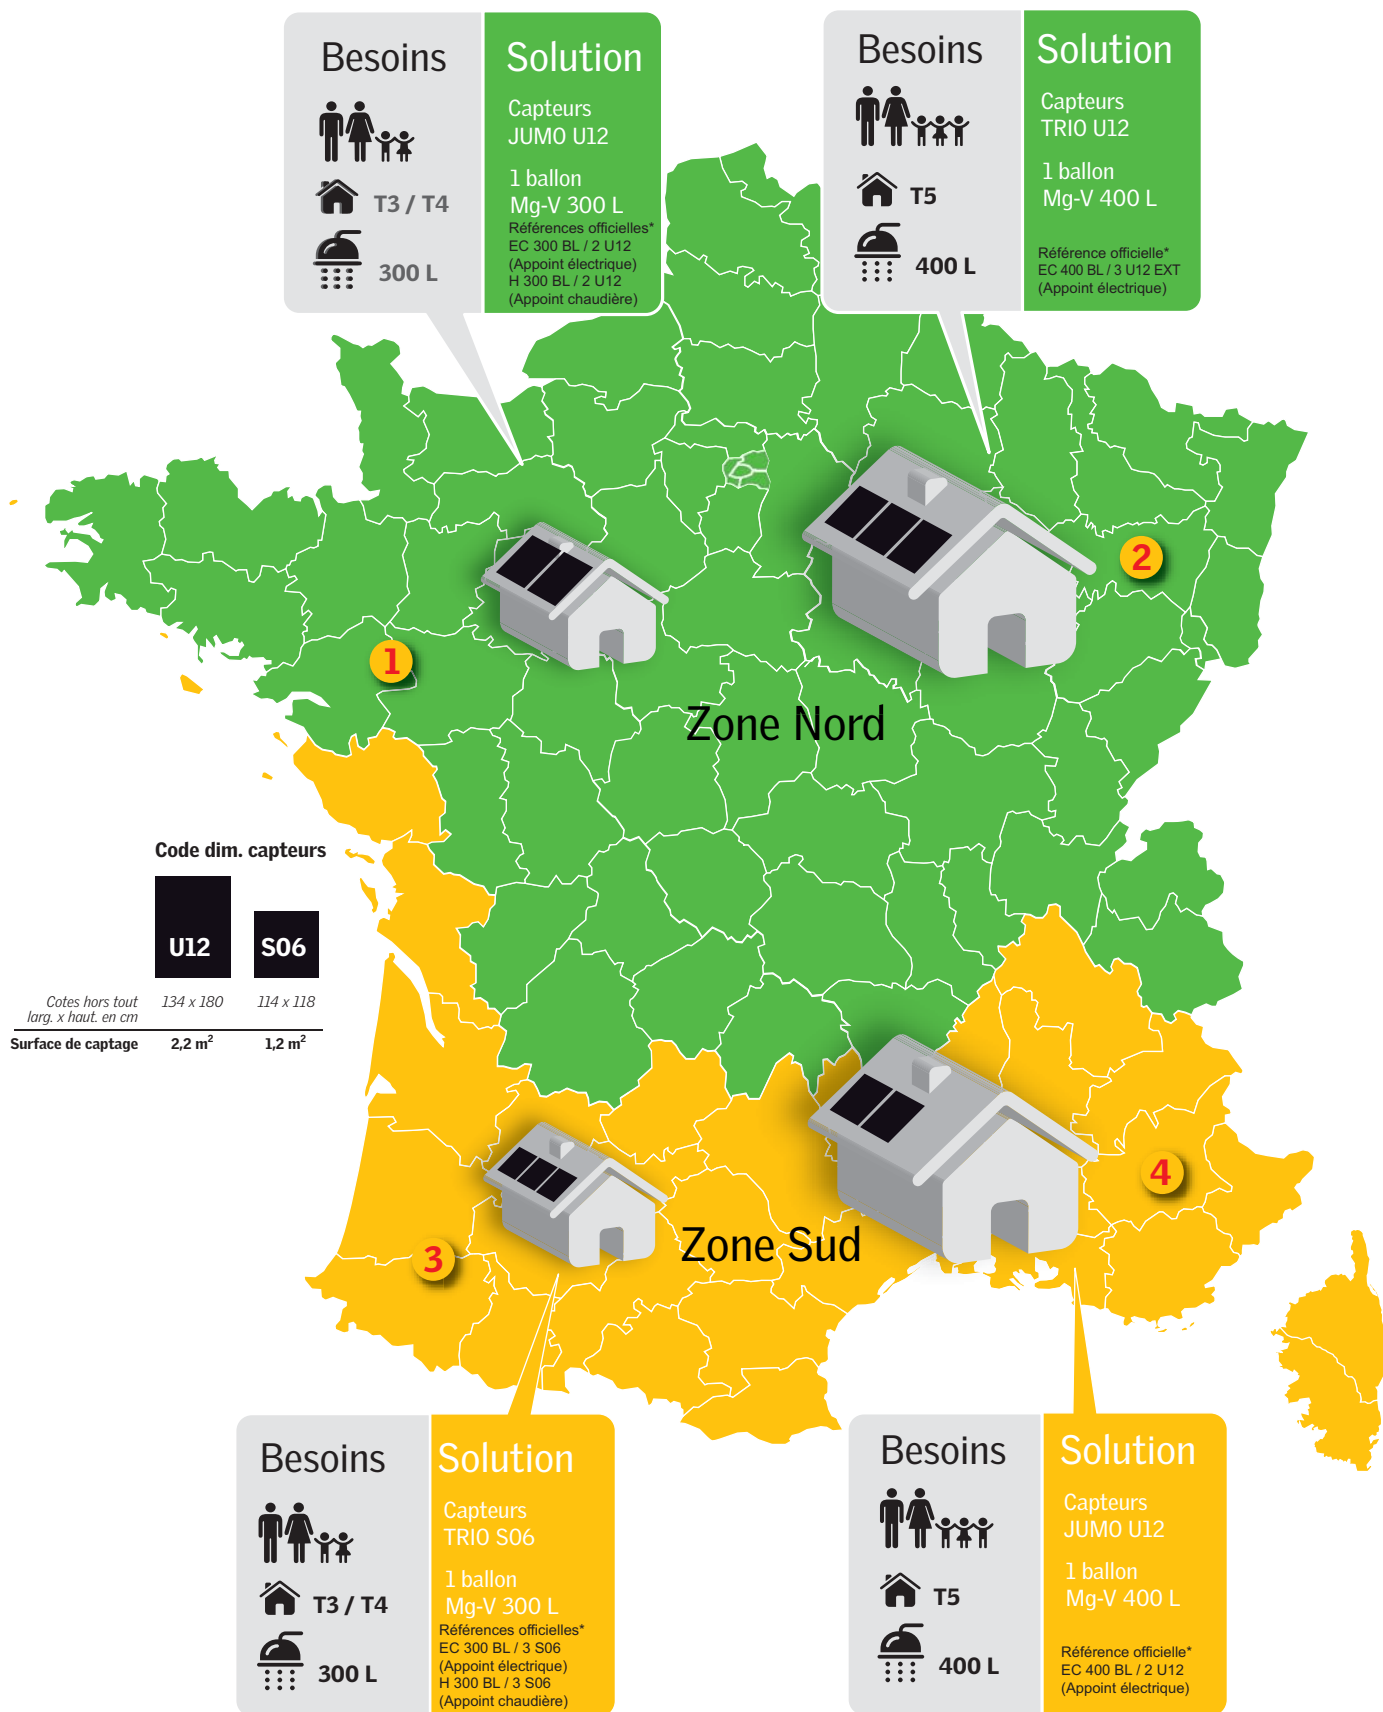 Besoins
T3 / T4
300 L
Solution
Capteurs
JUMO U12
1 ballon
Mg-V 300 L
Références officielles*
EC 300 BL / 2 U12
(Appoint électrique)
H 300 BL / 2 U12
(Appoint chaudière)
Besoins
T5
400 L
Solution
Capteurs
TRIO U12
1 ballon
Mg-V 400 L
Référence officielle*
EC 400 BL / 3 U12 EXT
(Appoint électrique)
2
1
Zone Nord
Code dim. capteurs
U12 S06
Cotes hors tout
larg. x haut. en cm
134 x 180 114 x 118
Surface de captage 2,2 m² 1,2 m²
4
3
Zone Sud
Besoins
T3 / T4
300 L
Solution
Capteurs
TRIO S06
1 ballon
Mg-V 300 L
Références officielles*
EC 300 BL / 3 S06
(Appoint électrique)
H 300 BL / 3 S06
(Appoint chaudière)
Besoins
T5
400 L
Solution
Capteurs
JUMO U12
1 ballon
Mg-V 400 L
Référence officielle*
EC 400 BL / 2 U12
(Appoint électrique)